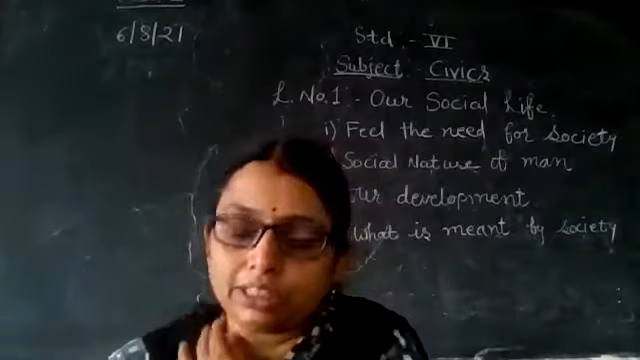 6/8/21
Std. - VI
Subject - Civics
L. No. 1 - Our Social Life.
i) Feel the need for society
Social Nature of man
Our development
What is meant by society